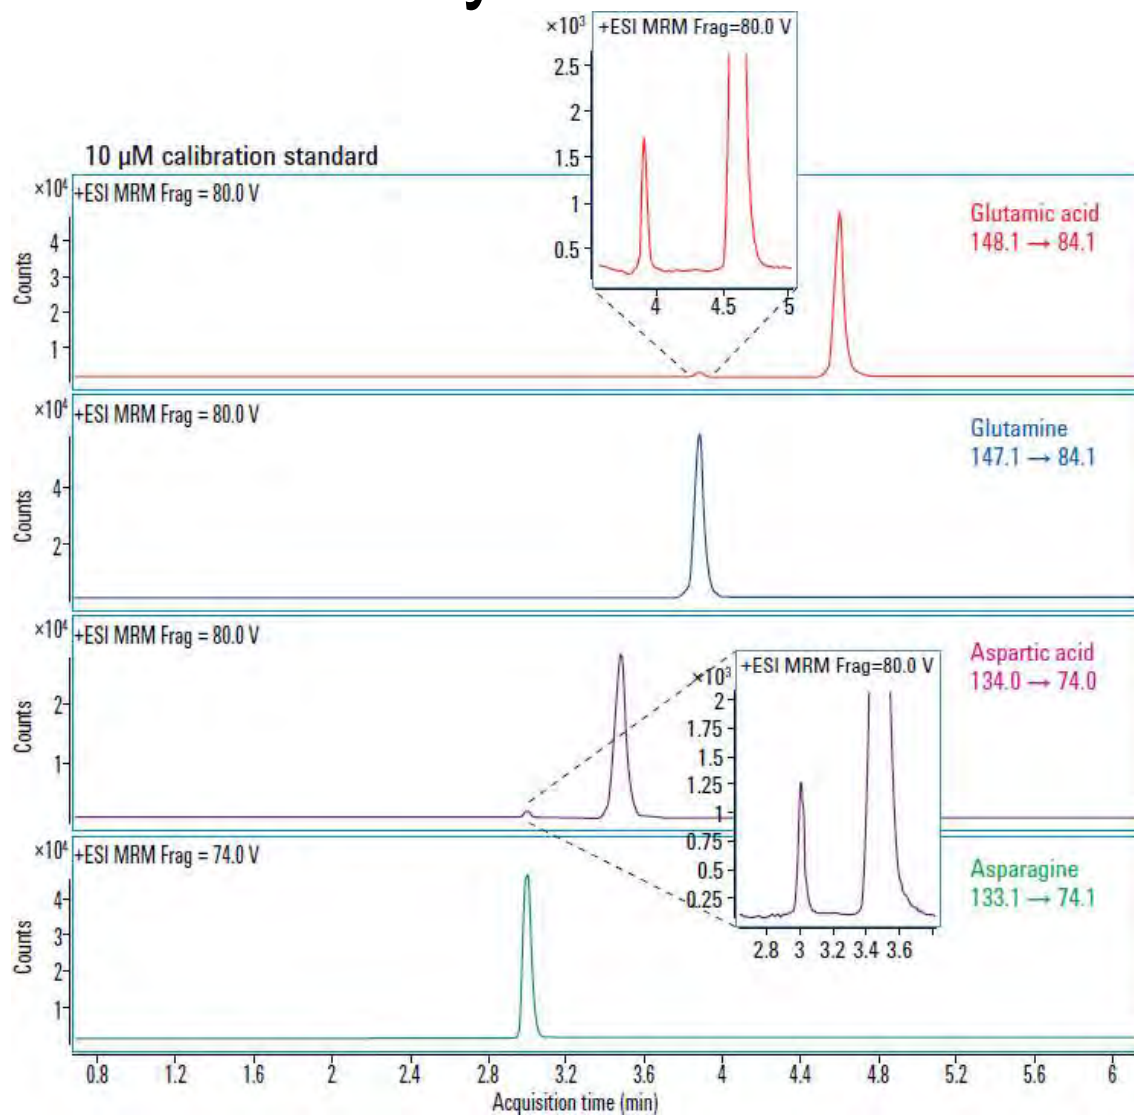 ×10³ +ESI MRM Frag=80.0 V
2.5
2
1.5
1
0.5
4 4.5 5
10 µM calibration standard
×10⁴ +ESI MRM Frag = 80.0 V
Glutamic acid
148.1 → 84.1
Counts
4
3
2
1
×10⁴ +ESI MRM Frag = 80.0 V
Glutamine
147.1 → 84.1
Counts
4
2
×10⁴ +ESI MRM Frag = 80.0 V
Aspartic acid
134.0 → 74.0
Counts
2
1
×10³ +ESI MRM Frag=80.0 V
2
1.75
1.5
1.25
1
0.75
0.5
0.25
2.8 3 3.2 3.4 3.6
×10⁴ +ESI MRM Frag = 74.0 V
Asparagine
133.1 → 74.1
Counts
4
3
2
1
0.8 1.2 1.6 2 2.4 2.8 3.2 3.6 4 4.4 4.8 5.2 5.6 6
Acquisition time (min)